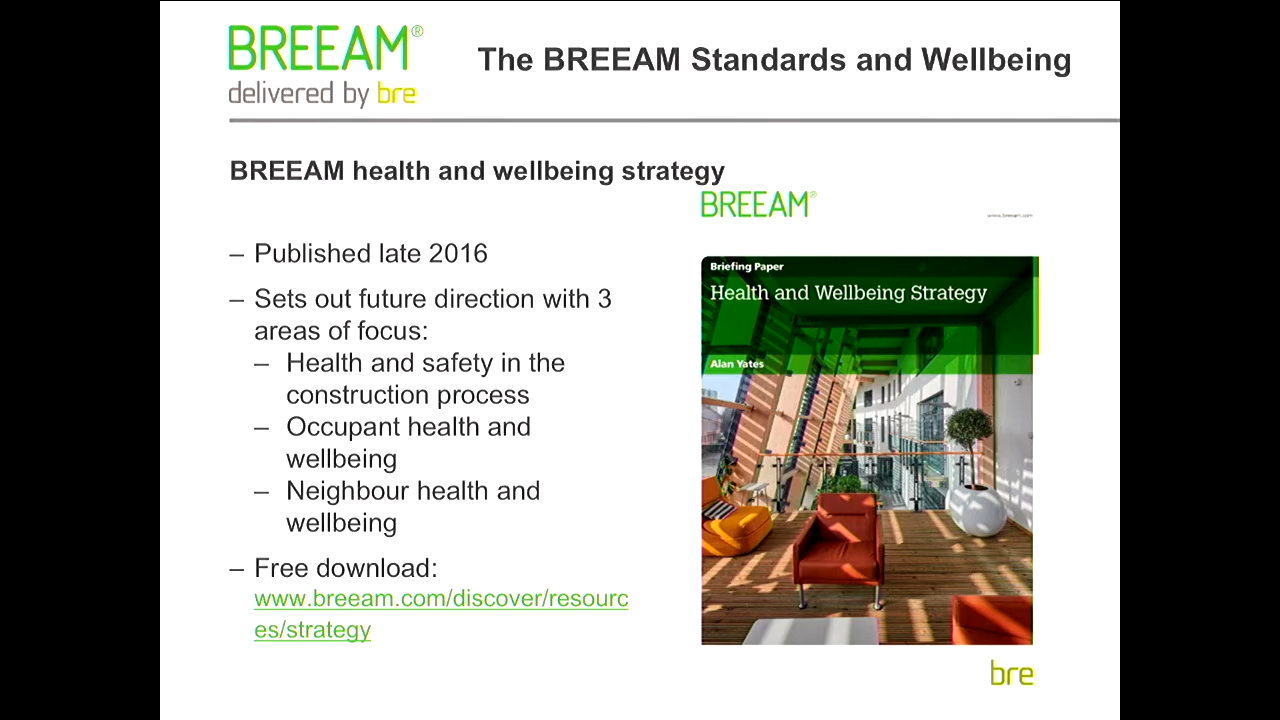 BREEAM®
delivered by bre
The BREEAM Standards and Wellbeing
BREEAM health and wellbeing strategy
– Published late 2016
– Sets out future direction with 3
areas of focus:
– Health and safety in the
construction process
– Occupant health and
wellbeing
– Neighbour health and
wellbeing
– Free download:
www.breeam.com/discover/resourc
es/strategy
BREEAM®
www.breeam.com
Briefing Paper
Health and Wellbeing Strategy
Alan Yates
bre